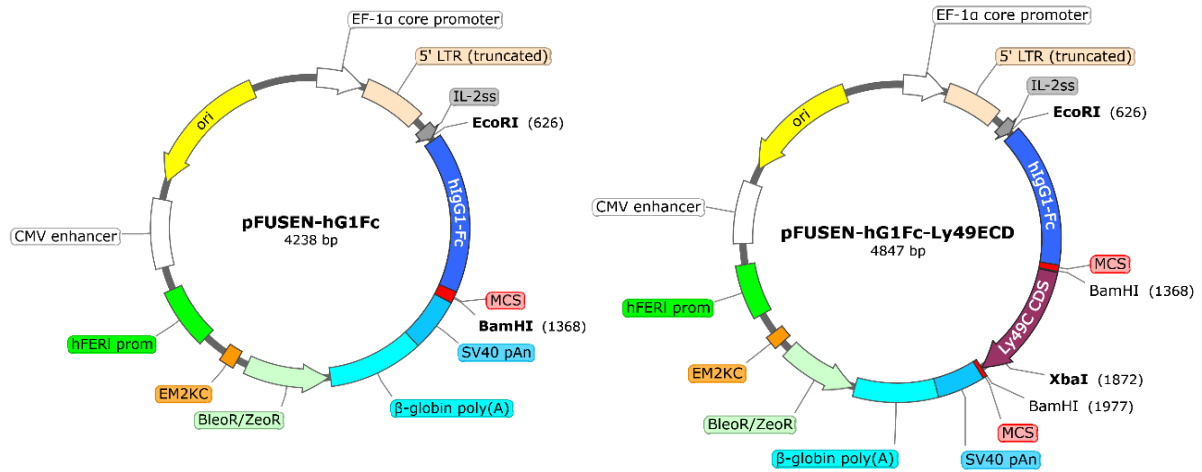 EF-1α core promoter
5' LTR (truncated)
IL-2ss
EcoRI (626)
hIgG1-Fc
MCS
BamHI (1368)
SV40 pAn
β-globin poly(A)
BleoR/ZeoR
EM2KC
hFERI prom
CMV enhancer
ori
pFUSEN-hG1Fc
4238 bp
EF-1α core promoter
5' LTR (truncated)
IL-2ss
EcoRI (626)
hIgG1-Fc
MCS
BamHI (1368)
Ly49C CDS
XbaI (1872)
BamHI (1977)
MCS
SV40 pAn
β-globin poly(A)
BleoR/ZeoR
EM2KC
hFERI prom
CMV enhancer
ori
pFUSEN-hG1Fc-Ly49ECD
4847 bp